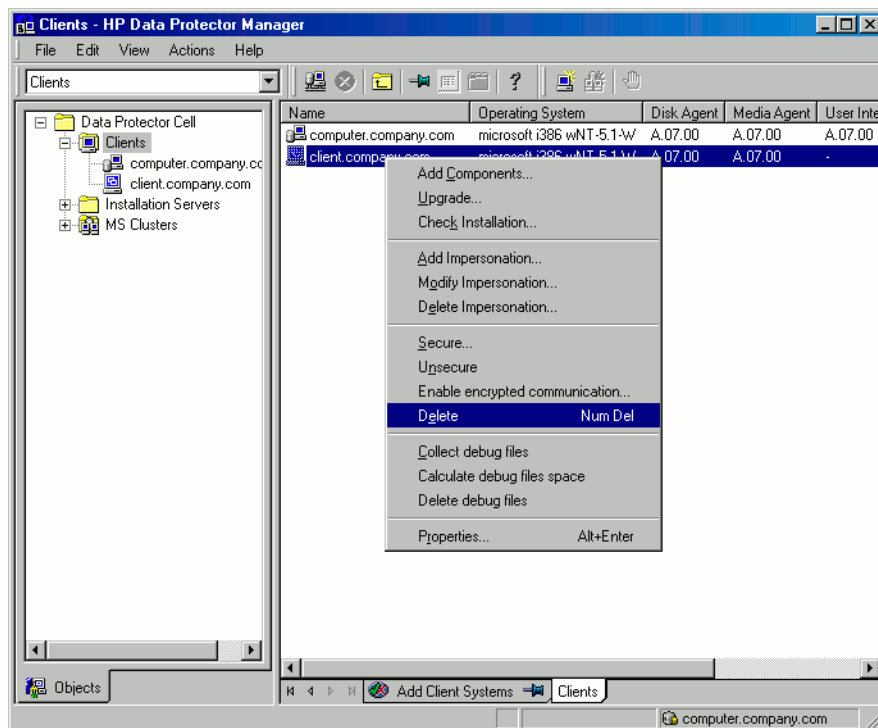 Clients - HP Data Protector Manager
File Edit View Actions Help
Clients
Data Protector Cell
Clients
computer.company.cc
client.company.com
Installation Servers
MS Clusters
Objects
Name Operating System Disk Agent Media Agent User Inte
computer.company.com microsoft i386 wNT-5.1-W A.07.00 A.07.00 A.07.00
client.company.com microsoft i386 wNT-5.1-W A.07.00 A.07.00 -
Add Components...
Upgrade...
Check Installation...
Add Impersonation...
Modify Impersonation...
Delete Impersonation...
Secure...
Unsecure
Enable encrypted communication...
Delete Num Del
Collect debug files
Calculate debug files space
Delete debug files
Properties... Alt+Enter
Add Client Systems Clients
computer.company.com